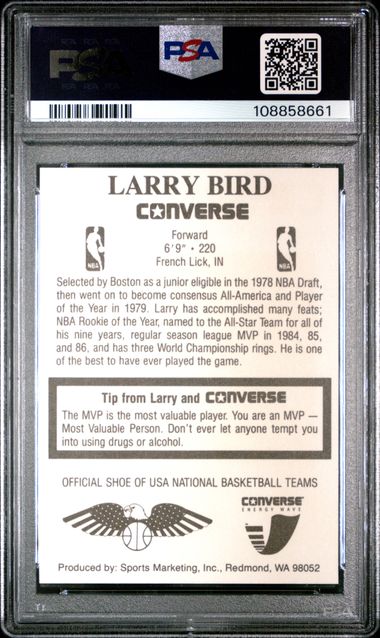 PSA
PSA
108858661
LARRY BIRD
CONVERSE
Forward
6'9" • 220
French Lick, IN
NBA
NBA
Selected by Boston as a junior eligible in the 1978 NBA Draft,
then went on to become consensus All-America and Player
of the Year in 1979. Larry has accomplished many feats;
NBA Rookie of the Year, named to the All-Star Team for all of
his nine years, regular season league MVP in 1984, 85,
and 86, and has three World Championship rings. He is one
of the best to have ever played the game.
Tip from Larry and CONVERSE
The MVP is the most valuable player. You are an MVP —
Most Valuable Person. Don't ever let anyone tempt you
into using drugs or alcohol.
OFFICIAL SHOE OF USA NATIONAL BASKETBALL TEAMS
CONVERSE
ENERGY WAVE
Produced by: Sports Marketing, Inc., Redmond, WA 98052
PSA